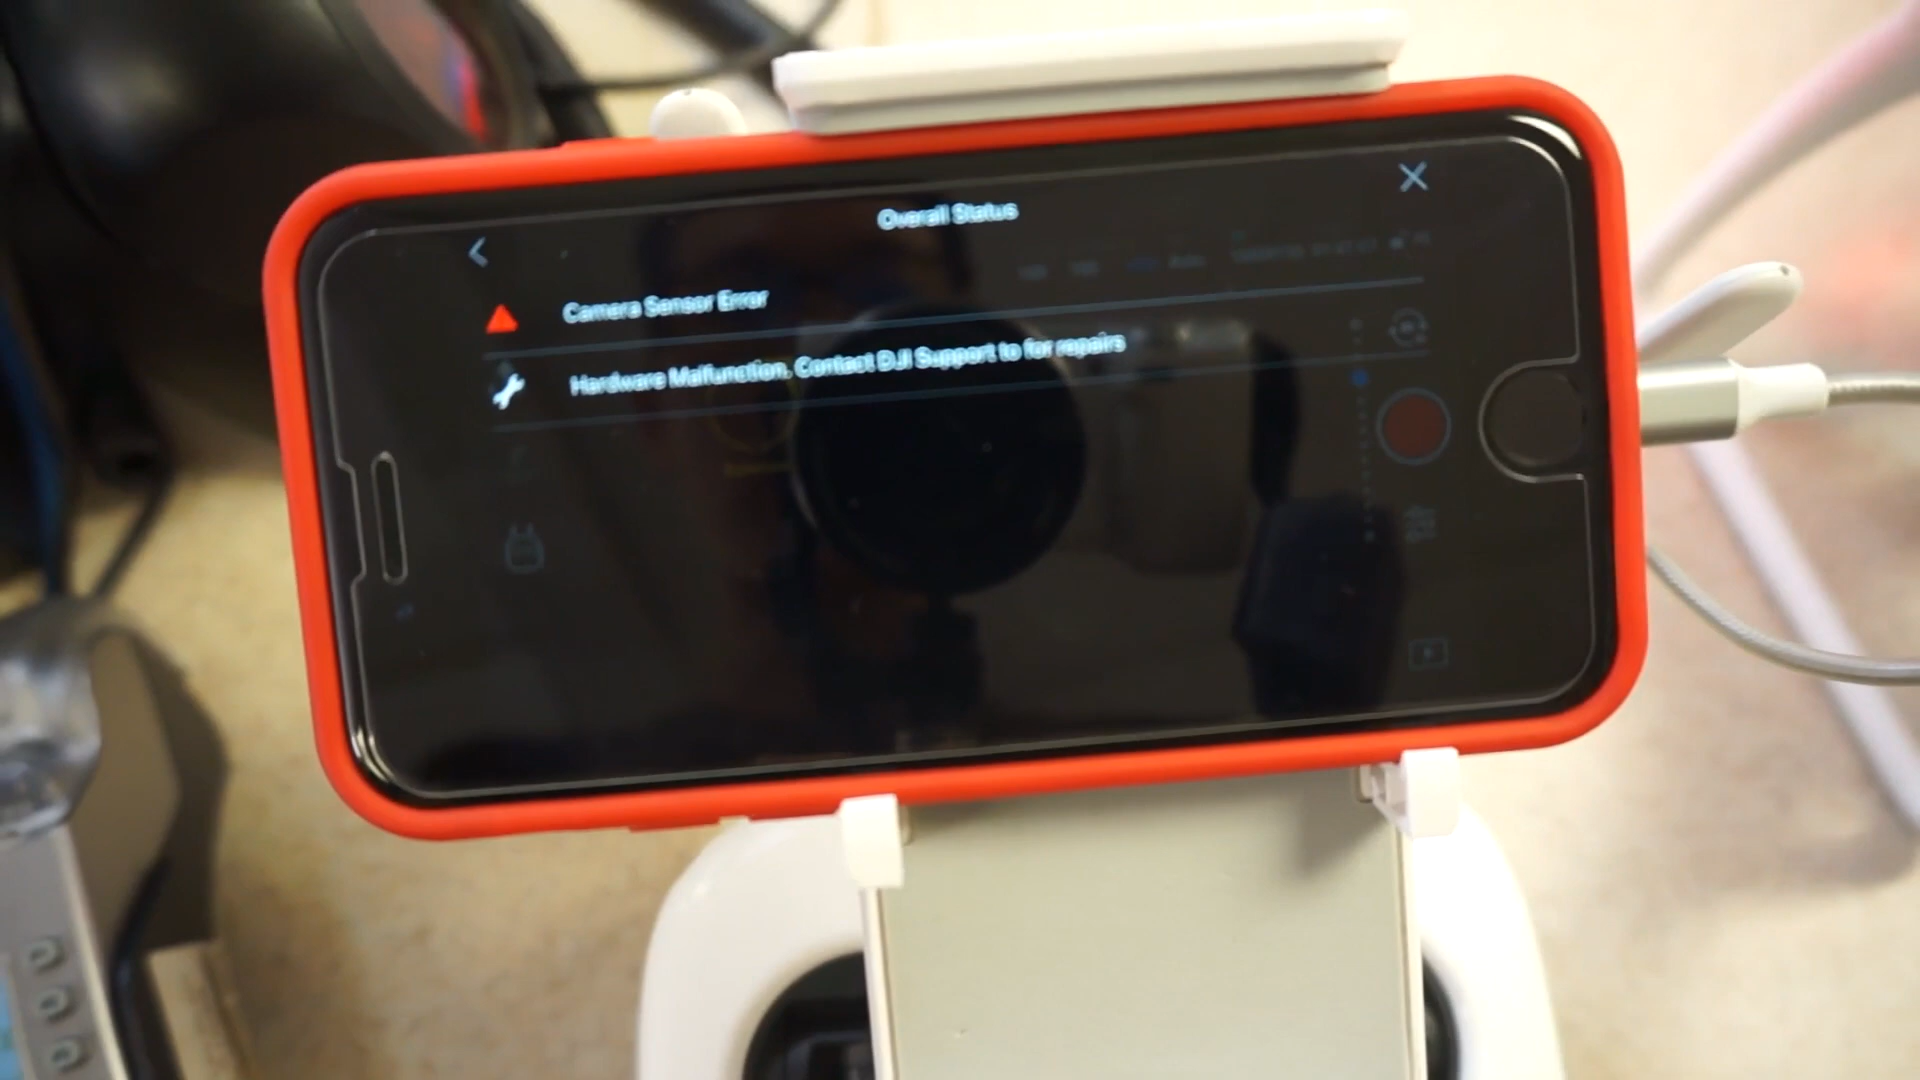 Overall Status
Camera Sensor Error
Hardware Malfunction. Contact DJI Support to for repairs